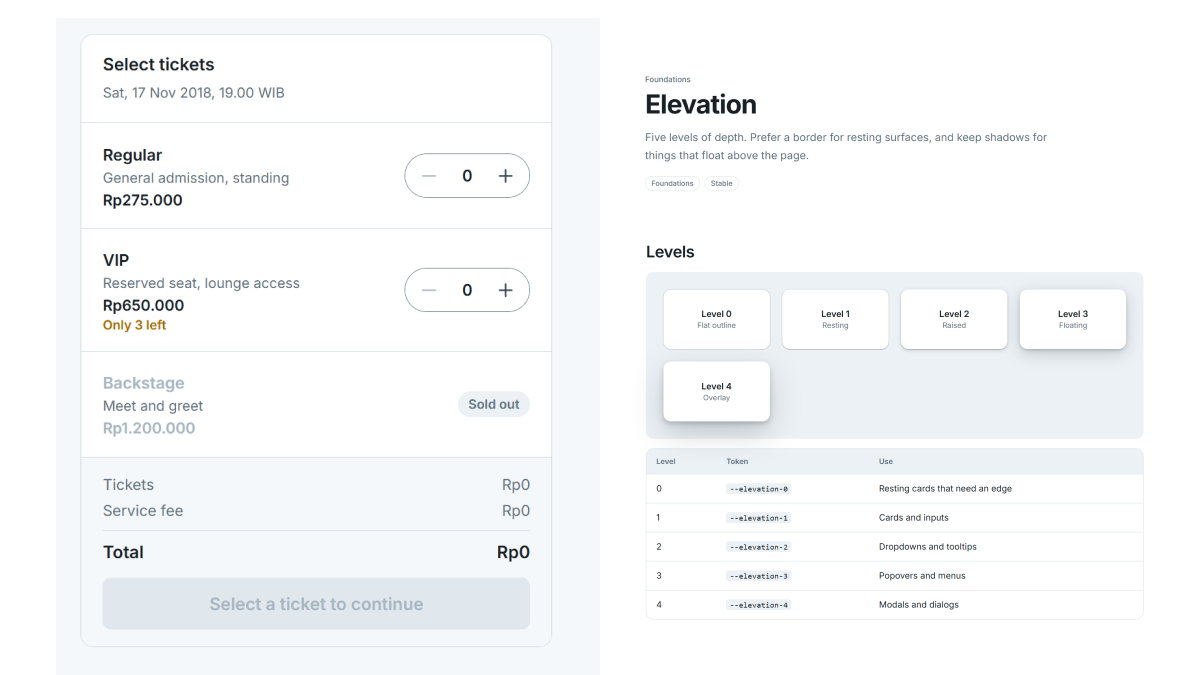 Select tickets
Sat, 17 Nov 2018, 19.00 WIB
Regular
General admission, standing
Rp275.000
0
VIP
Reserved seat, lounge access
Rp650.000
Only 3 left
0
Backstage
Meet and greet
Rp1.200.000
Sold out
Tickets Rp0
Service fee Rp0
Total Rp0
Select a ticket to continue
Foundations
Elevation
Five levels of depth. Prefer a border for resting surfaces, and keep shadows for
things that float above the page.
Foundations Stable
Levels
Level 0
Flat outline
Level 1
Resting
Level 2
Raised
Level 3
Floating
Level 4
Overlay
Level Token Use
0 --elevation-0 Resting cards that need an edge
1 --elevation-1 Cards and inputs
2 --elevation-2 Dropdowns and tooltips
3 --elevation-3 Popovers and menus
4 --elevation-4 Modals and dialogs